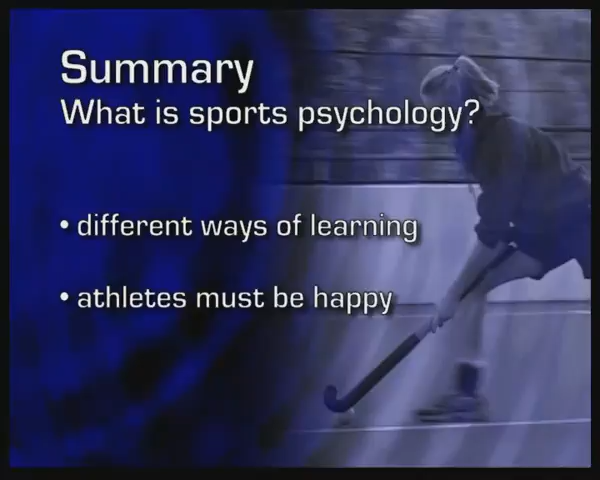 Summary
What is sports psychology?
• different ways of learning
• athletes must be happy